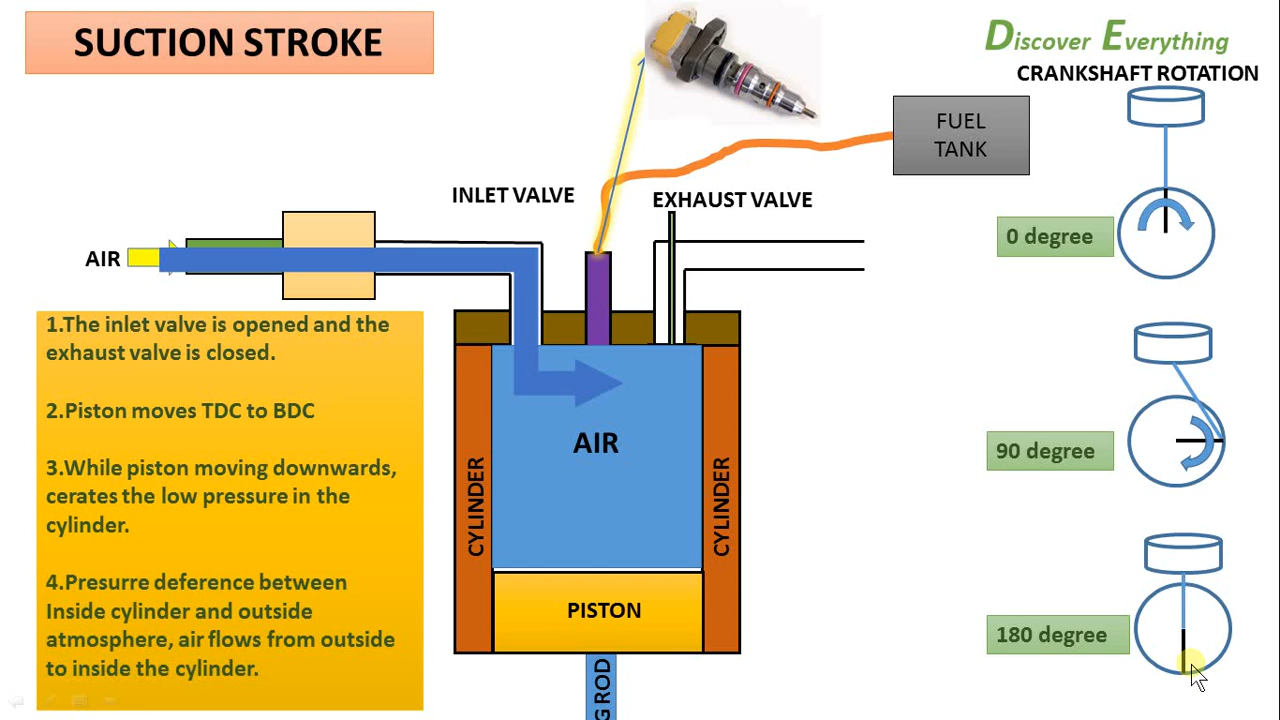 SUCTION STROKE
Discover Everything
CRANKSHAFT ROTATION
FUEL
TANK
INLET VALVE
EXHAUST VALVE
AIR
0 degree
1.The inlet valve is opened and the
exhaust valve is closed.
2.Piston moves TDC to BDC
3.While piston moving downwards,
cerates the low pressure in the
cylinder.
4.Presurre deference between
Inside cylinder and outside
atmosphere, air flows from outside
to inside the cylinder.
AIR
CYLINDER
CYLINDER
PISTON
G ROD
90 degree
180 degree